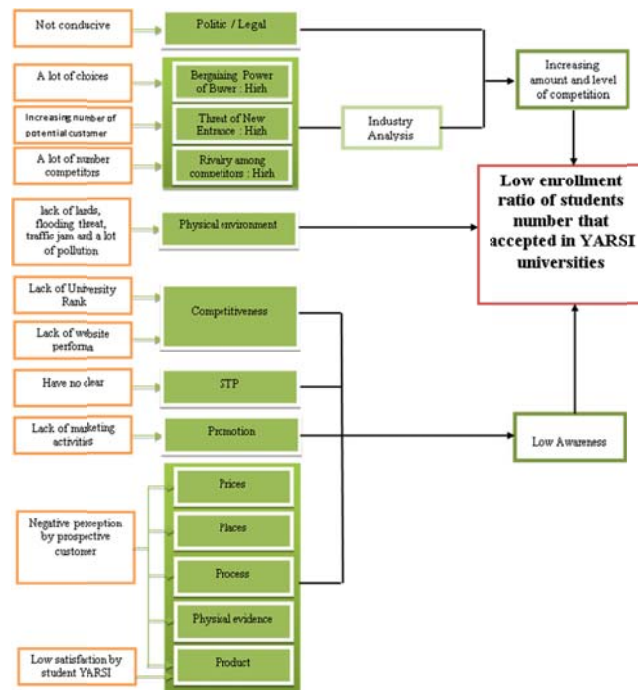 Not conducive
Politic / Legal
A lot of choices
Bergaixing Power
of Buver : Hish
Increasing number of
potential customer
Threat of New
Entrance : High
A lot of number
competitors
Rivalry among
competitors : High
Industry
Analysis
Increasing
amount and level
of competition
lack of lands,
flooding threat,
traffic jam and a lot
of pollution
Physical environment
Low enrollment
ratio of students
number that
accepted in YARSI
universities
Lack of University
Rank
Lack of website
performa
Competitiveness
Have no clear
STP
Lack of marketing
activities
Promotion
Low Awareness
Negative perception
by prospective
customer
Prices
Places
Process
Physical evidence
Product
Low satisfaction by
student YARSI